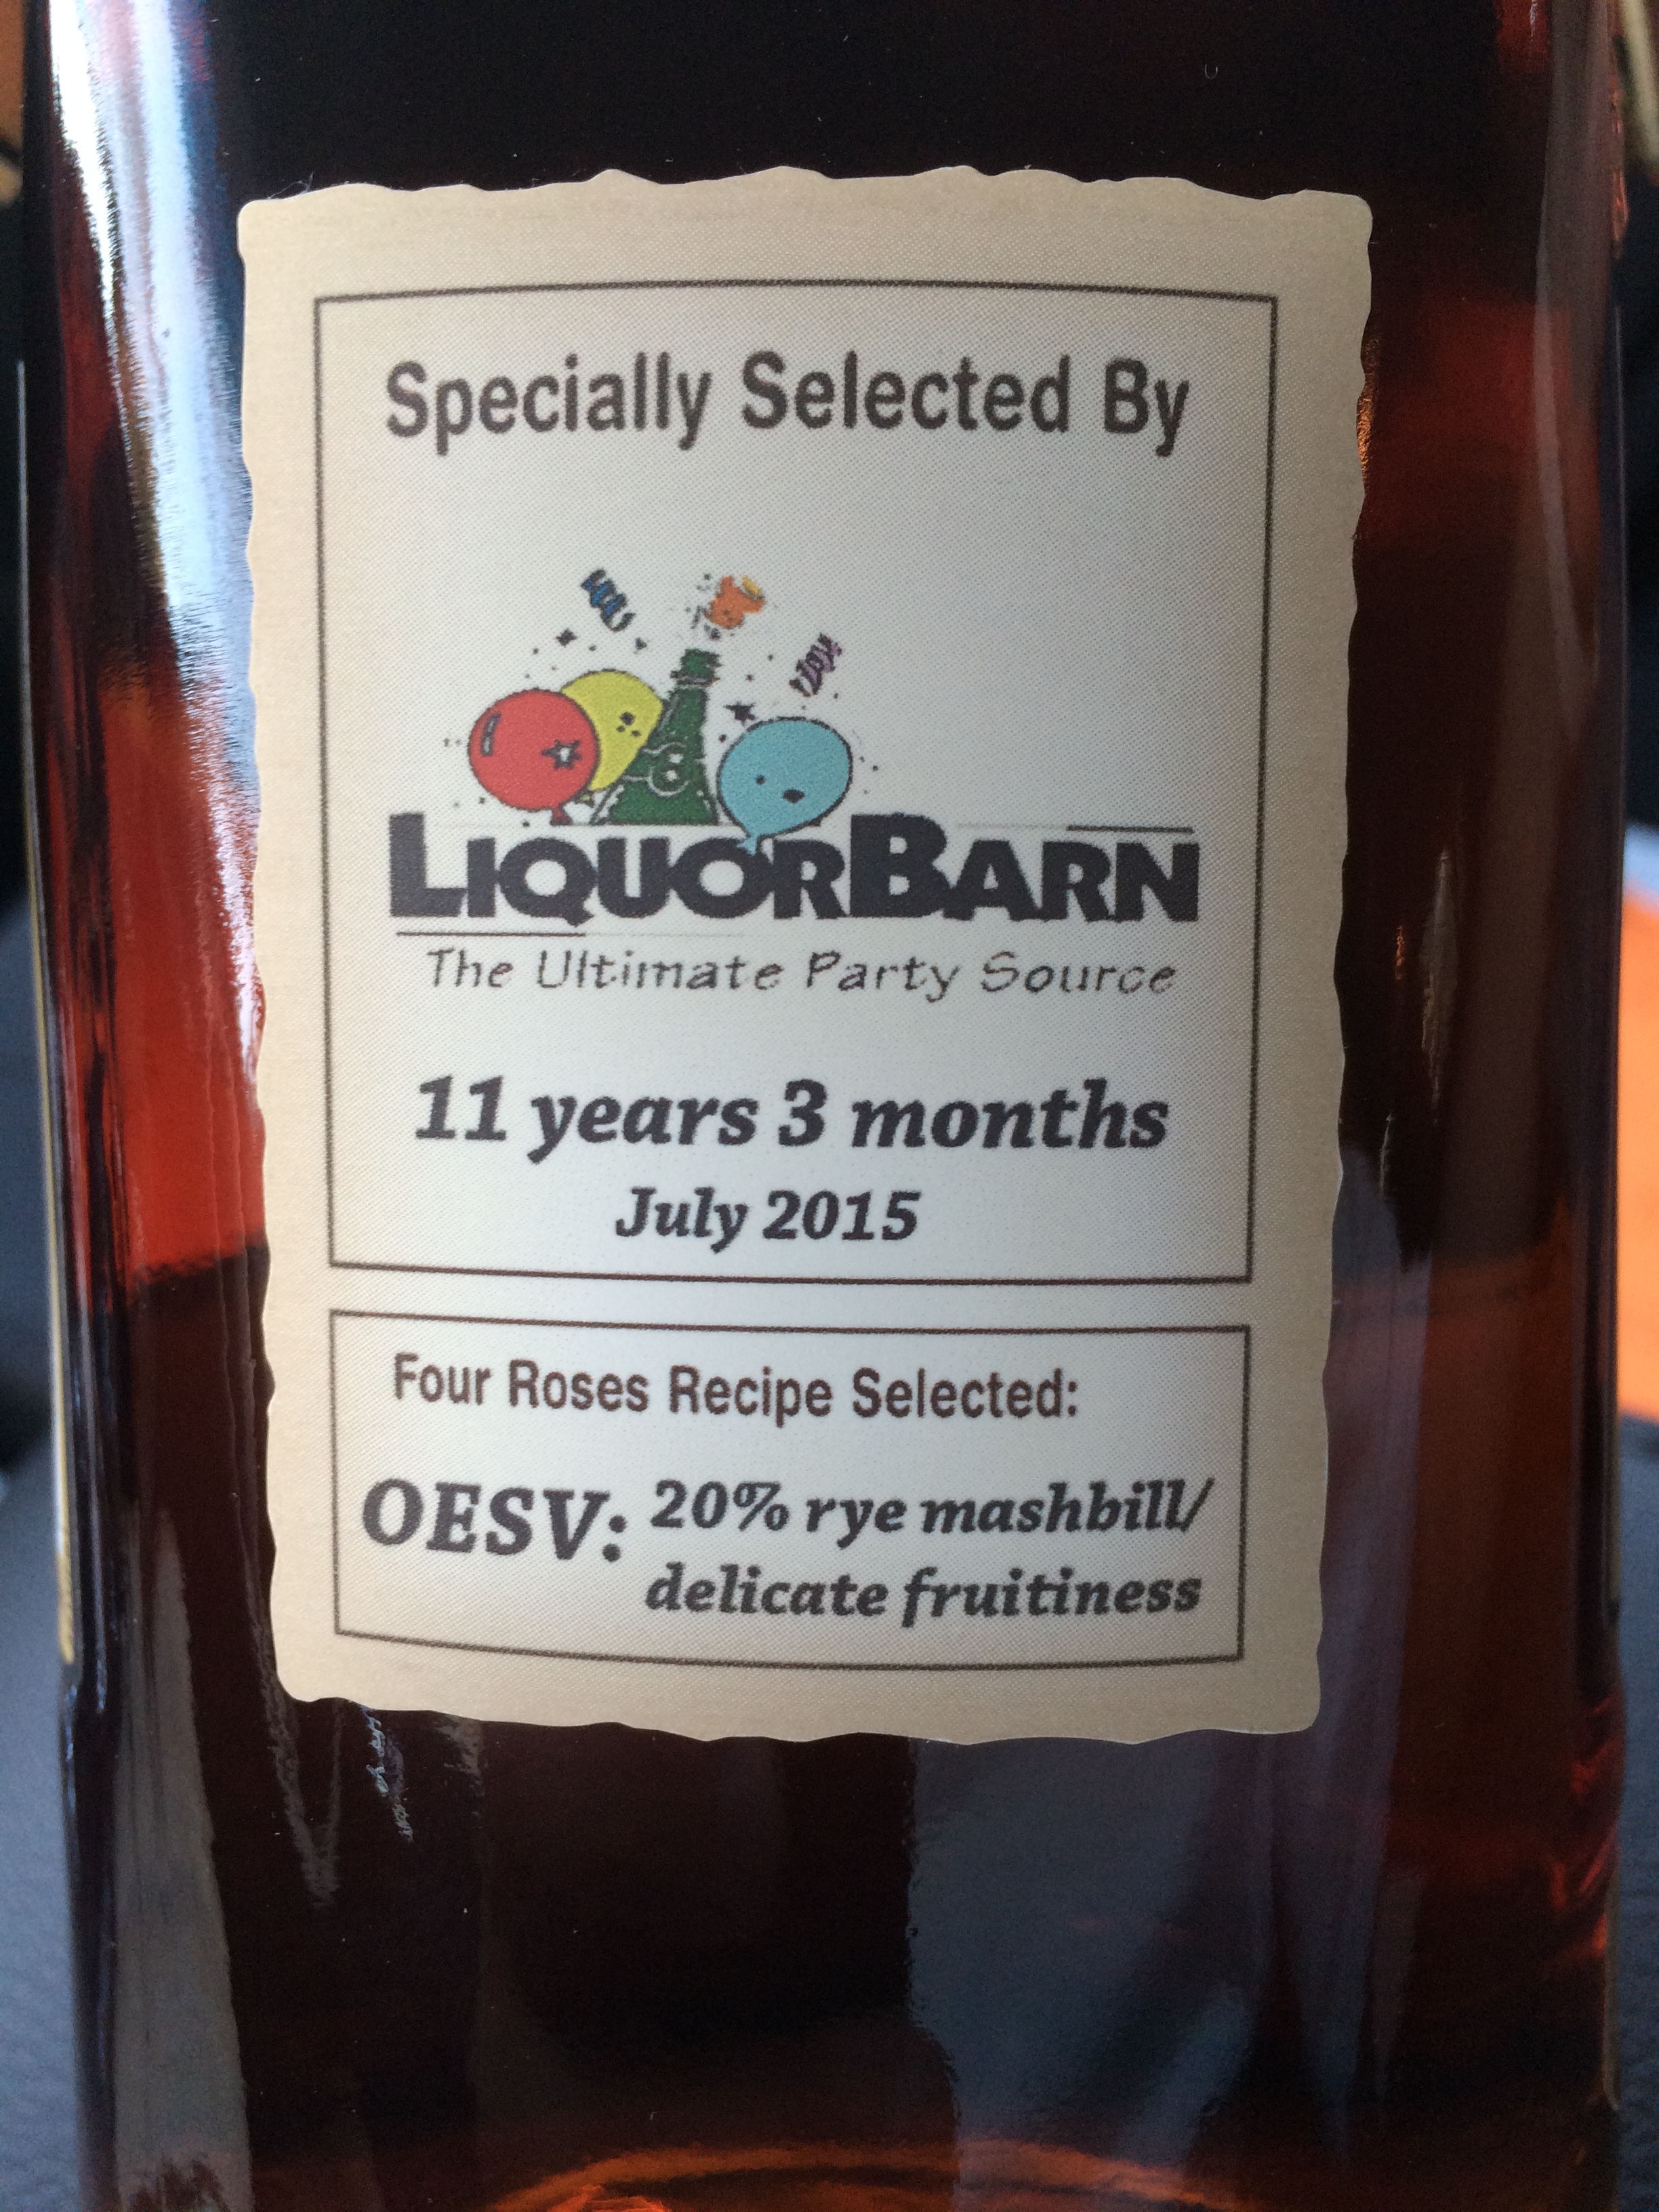 Specially Selected By
LIQUORBARN
The Ultimate Party Source
11 years 3 months
July 2015
Four Roses Recipe Selected:
OESV: 20% rye mashbill/
delicate fruitiness